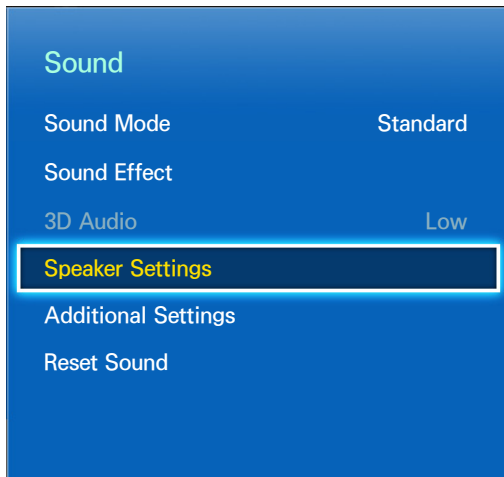 Sound
Sound Mode Standard
Sound Effect
3D Audio Low
Speaker Settings
Additional Settings
Reset Sound